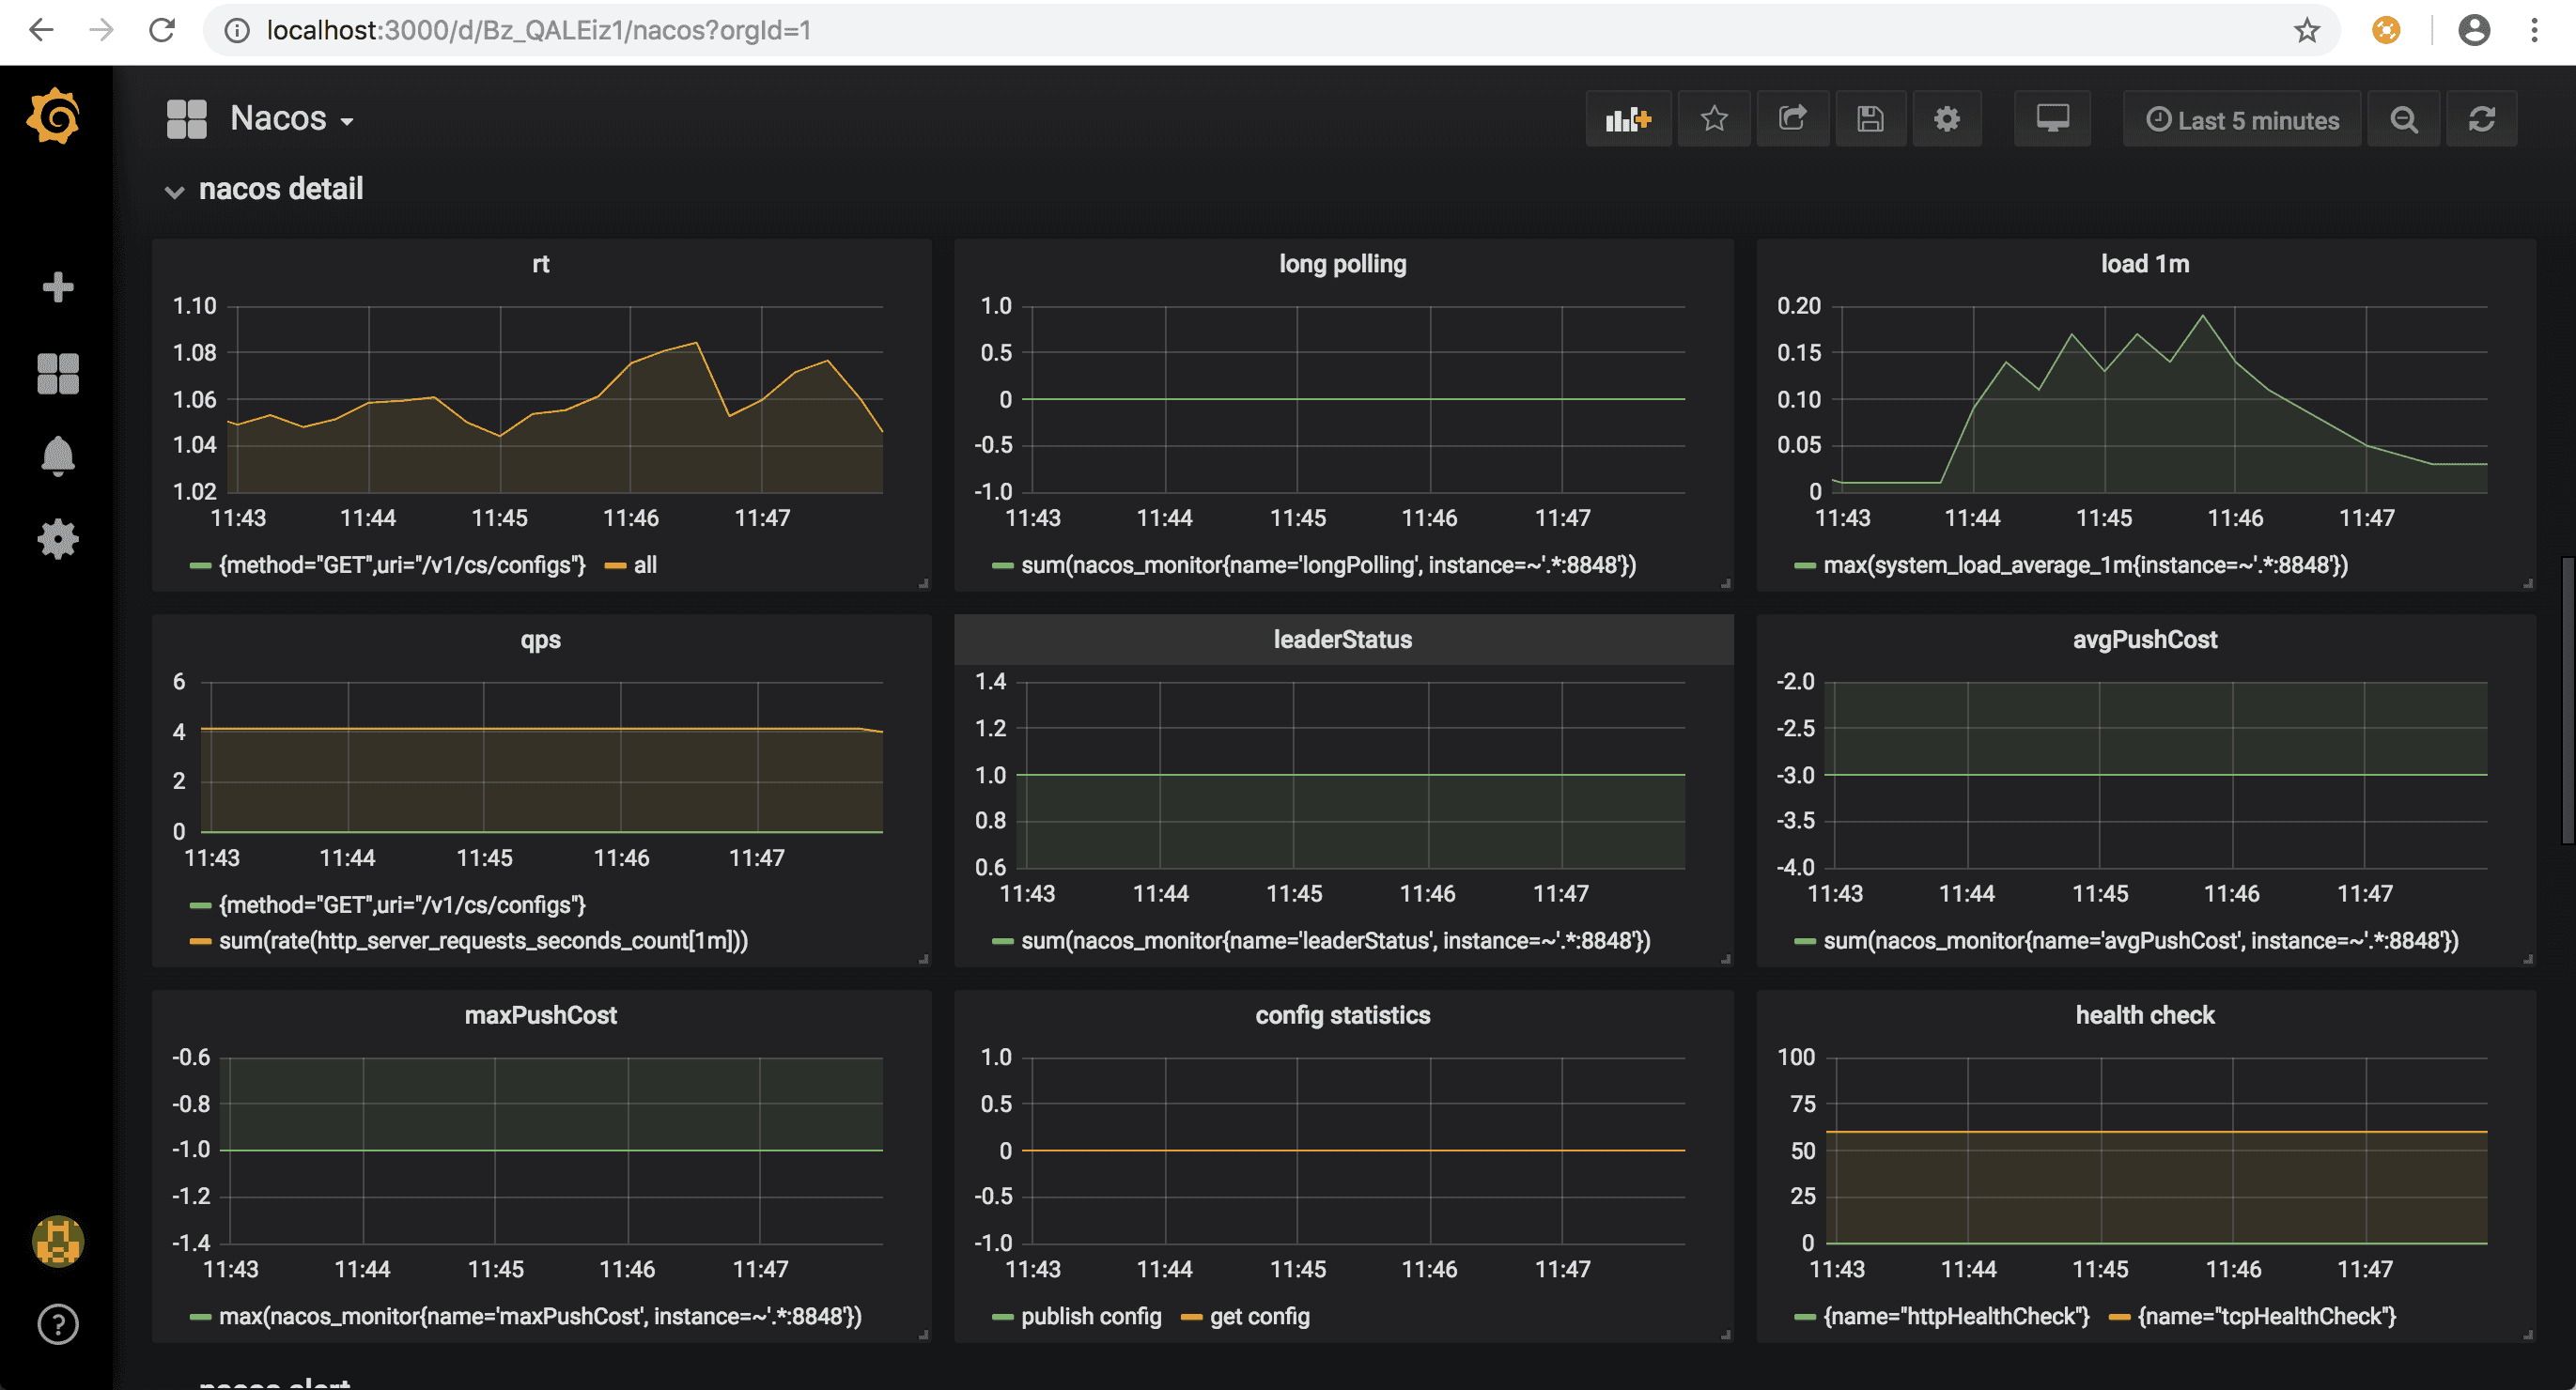 localhost:3000/d/Bz_QALEiz1/nacos?orgId=1
Nacos
Last 5 minutes
nacos detail
rt
1.10
1.08
1.06
1.04
1.02
11:43 11:44 11:45 11:46 11:47
{method="GET",uri="/v1/cs/configs"} all
long polling
1.0
0.5
0
-0.5
-1.0
11:43 11:44 11:45 11:46 11:47
sum(nacos_monitor{name='longPolling', instance=~'.*:8848'})
load 1m
0.20
0.15
0.10
0.05
0
11:43 11:44 11:45 11:46 11:47
max(system_load_average_1m{instance=~'.*:8848'})
qps
6
4
2
0
11:43 11:44 11:45 11:46 11:47
{method="GET",uri="/v1/cs/configs"}
sum(rate(http_server_requests_seconds_count[1m]))
leaderStatus
1.4
1.2
1.0
0.8
0.6
11:43 11:44 11:45 11:46 11:47
sum(nacos_monitor{name='leaderStatus', instance=~'.*:8848'})
avgPushCost
-2.0
-2.5
-3.0
-3.5
-4.0
11:43 11:44 11:45 11:46 11:47
sum(nacos_monitor{name='avgPushCost', instance=~'.*:8848'})
maxPushCost
-0.6
-0.8
-1.0
-1.2
-1.4
11:43 11:44 11:45 11:46 11:47
max(nacos_monitor{name='maxPushCost', instance=~'.*:8848'})
config statistics
1.0
0.5
0
-0.5
-1.0
11:43 11:44 11:45 11:46 11:47
publish config get config
health check
100
75
50
25
0
11:43 11:44 11:45 11:46 11:47
{name="httpHealthCheck"} {name="tcpHealthCheck"}
nacos alert